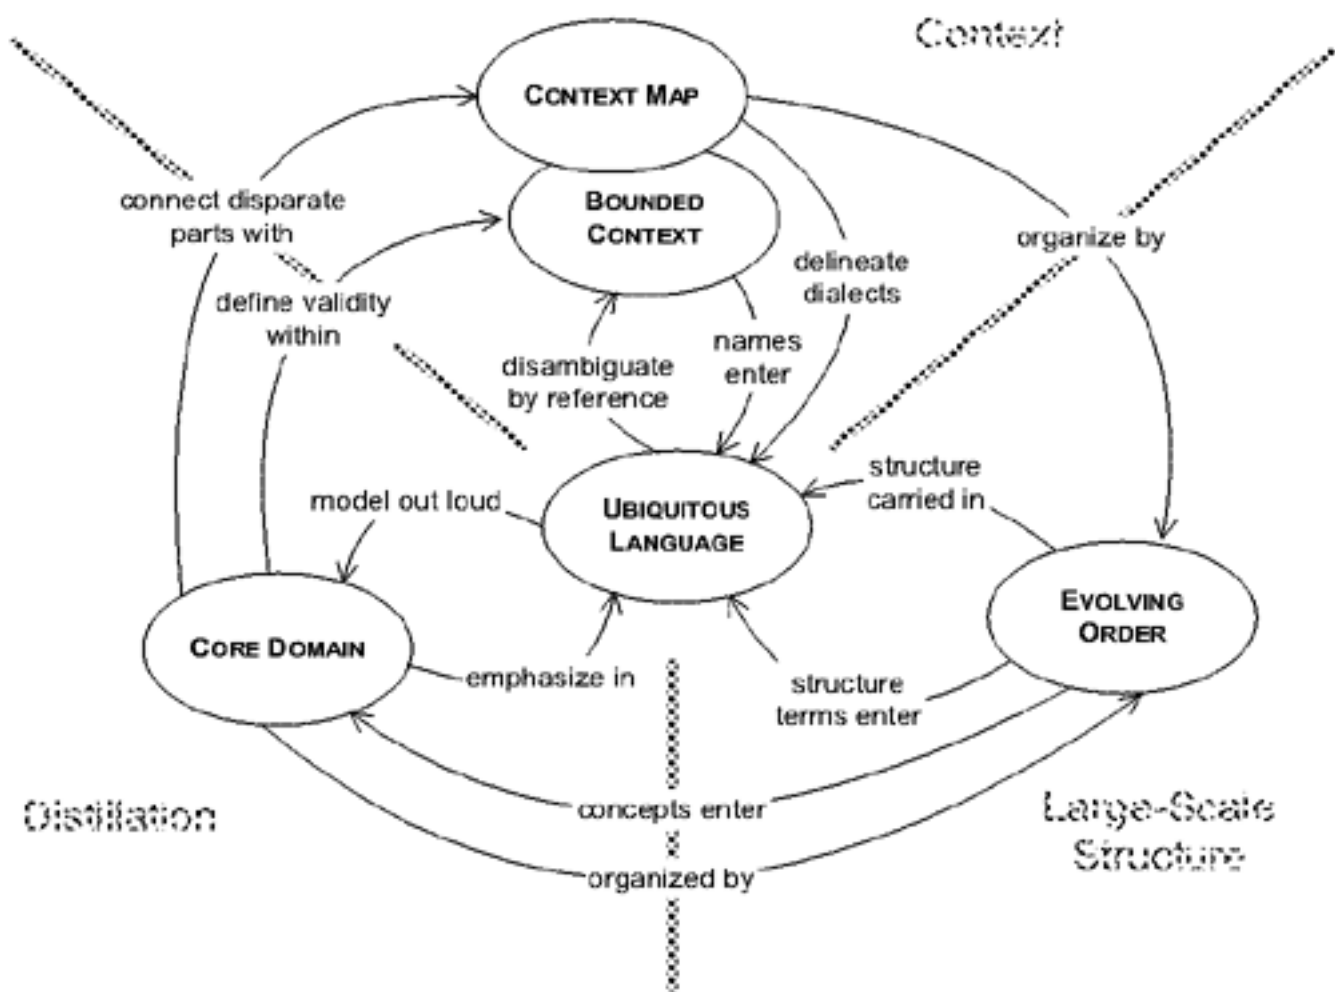 Context
CONTEXT MAP
connect disparate
parts with
BOUNDED
CONTEXT
organize by
delineate
dialects
define validity
within
names
enter
disambiguate
by reference
structure
carried in
model out loud
UBIQUITOUS
LANGUAGE
EVOLVING
ORDER
CORE DOMAIN
emphasize in
structure
terms enter
concepts enter
Distillation
Large-Scale
Structure
organized by